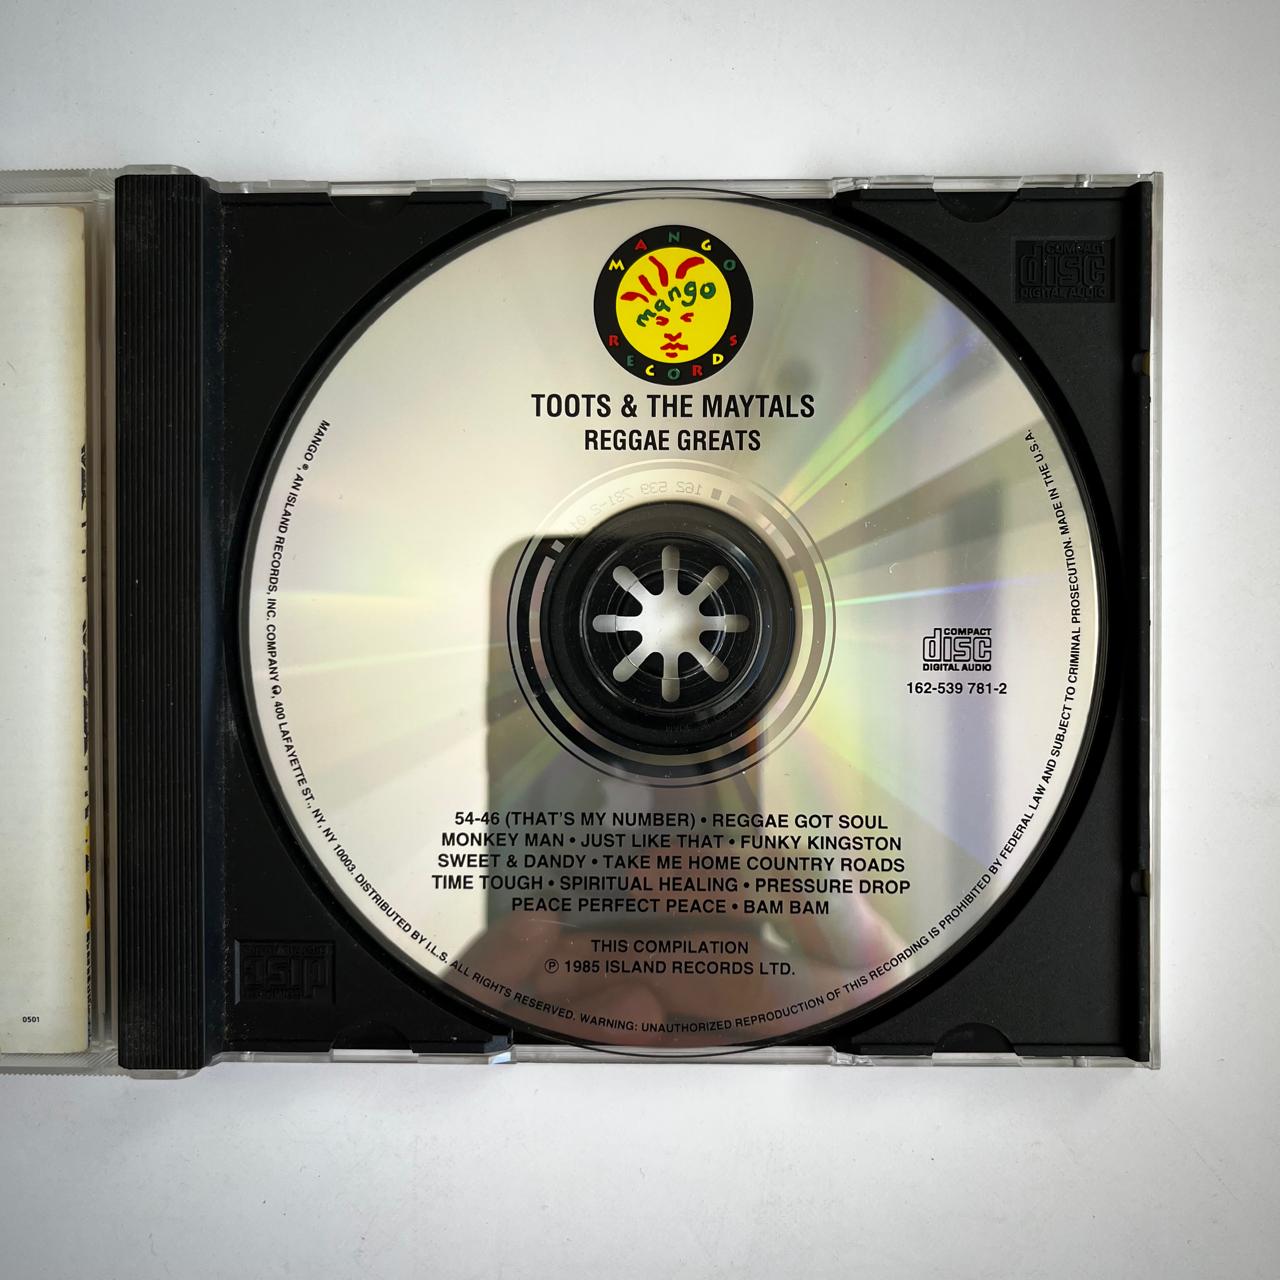 MANGO
RECORDS
mango
TOOTS & THE MAYTALS
REGGAE GREATS
162 539 781-2
COMPACT
disc
DIGITAL AUDIO
162-539 781-2
54-46 (THAT'S MY NUMBER) • REGGAE GOT SOUL
MONKEY MAN • JUST LIKE THAT • FUNKY KINGSTON
SWEET & DANDY • TAKE ME HOME COUNTRY ROADS
TIME TOUGH • SPIRITUAL HEALING • PRESSURE DROP
PEACE PERFECT PEACE • BAM BAM
THIS COMPILATION
℗ 1985 ISLAND RECORDS LTD.
MANGO ®, AN ISLAND RECORDS, INC. COMPANY, 400 LAFAYETTE ST., NY, NY 10003. DISTRIBUTED BY I.L.S. ALL RIGHTS RESERVED. WARNING: UNAUTHORIZED REPRODUCTION OF THIS RECORDING IS PROHIBITED BY FEDERAL LAW AND SUBJECT TO CRIMINAL PROSECUTION. MADE IN THE U.S.A.
COMPACT
disc
DIGITAL AUDIO
disc
0501